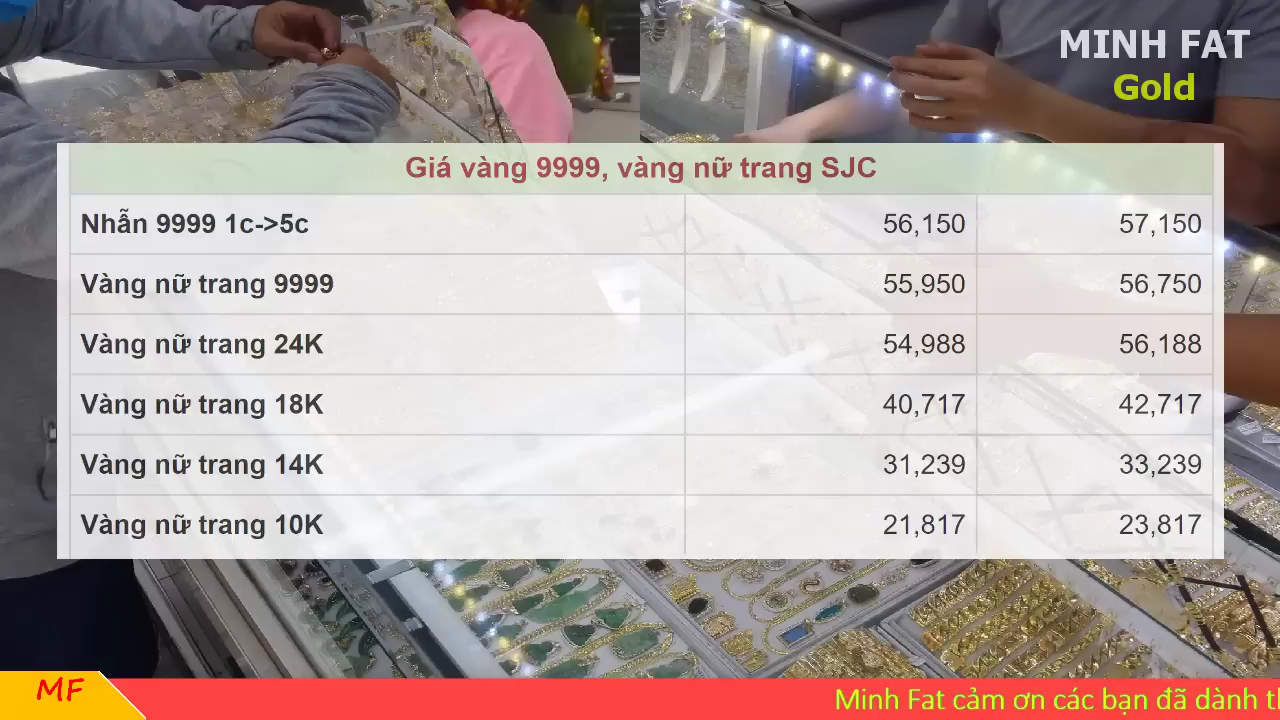 MINH FAT
Gold
Giá vàng 9999, vàng nữ trang SJC
Nhẫn 9999 1c->5c 56,150 57,150
Vàng nữ trang 9999 55,950 56,750
Vàng nữ trang 24K 54,988 56,188
Vàng nữ trang 18K 40,717 42,717
Vàng nữ trang 14K 31,239 33,239
Vàng nữ trang 10K 21,817 23,817
MF
Minh Fat cảm ơn các bạn đã dành